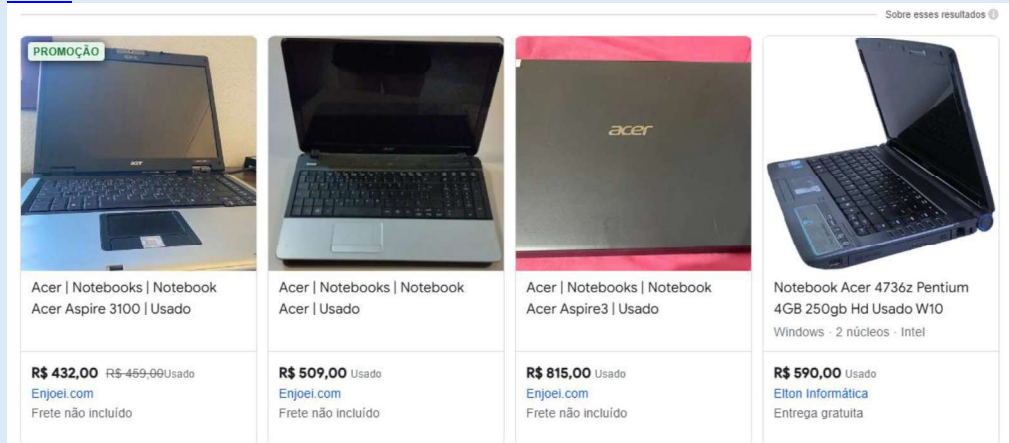 Sobre esses resultados
PROMOÇÃO
acer
acer
Acer | Notebooks | Notebook
Acer Aspire 3100 | Usado
R$ 432,00 R$ 459,00 Usado
Enjoei.com
Frete não incluído
Acer | Notebooks | Notebook
Acer | Usado
R$ 509,00 Usado
Enjoei.com
Frete não incluído
Acer | Notebooks | Notebook
Acer Aspire3 | Usado
R$ 815,00 Usado
Enjoei.com
Frete não incluído
Notebook Acer 4736z Pentium
4GB 250gb Hd Usado W10
Windows · 2 núcleos · Intel
R$ 590,00 Usado
Elton Informática
Entrega gratuita